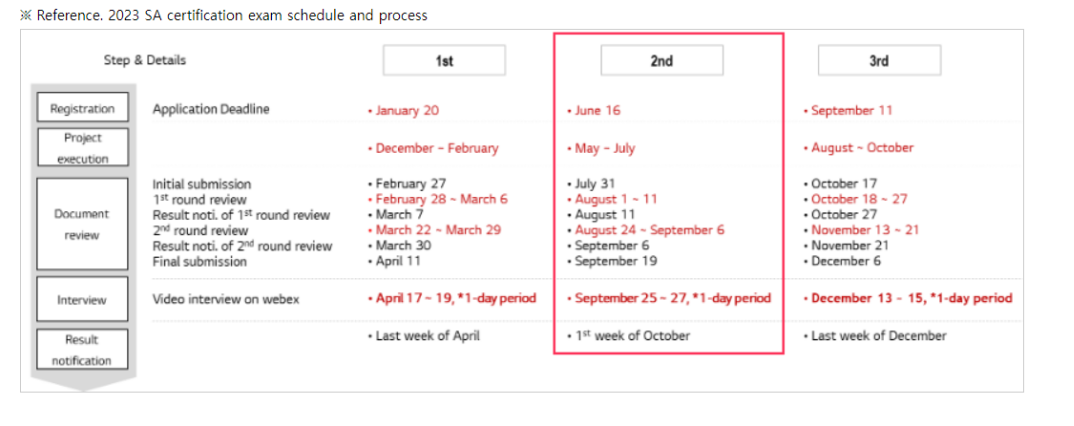 ※ Reference. 2023 SA certification exam schedule and process
Step & Details 1st 2nd 3rd
Registration Application Deadline • January 20 • June 16 • September 11
Project
execution
• December – February • May – July • August ~ October
Document
review
Initial submission • February 27 • July 31 • October 17
1st round review • February 28 ~ March 6 • August 1 ~ 11 • October 18 ~ 27
Result noti. of 1st round review • March 7 • August 11 • October 27
2nd round review • March 22 ~ March 29 • August 24 ~ September 6 • November 13 ~ 21
Result noti. of 2nd round review • March 30 • September 6 • November 21
Final submission • April 11 • September 19 • December 6
Interview Video interview on webex • April 17 ~ 19, *1-day period • September 25 ~ 27, *1-day period • December 13 - 15, *1-day period
Result
notification
• Last week of April • 1st week of October • Last week of December